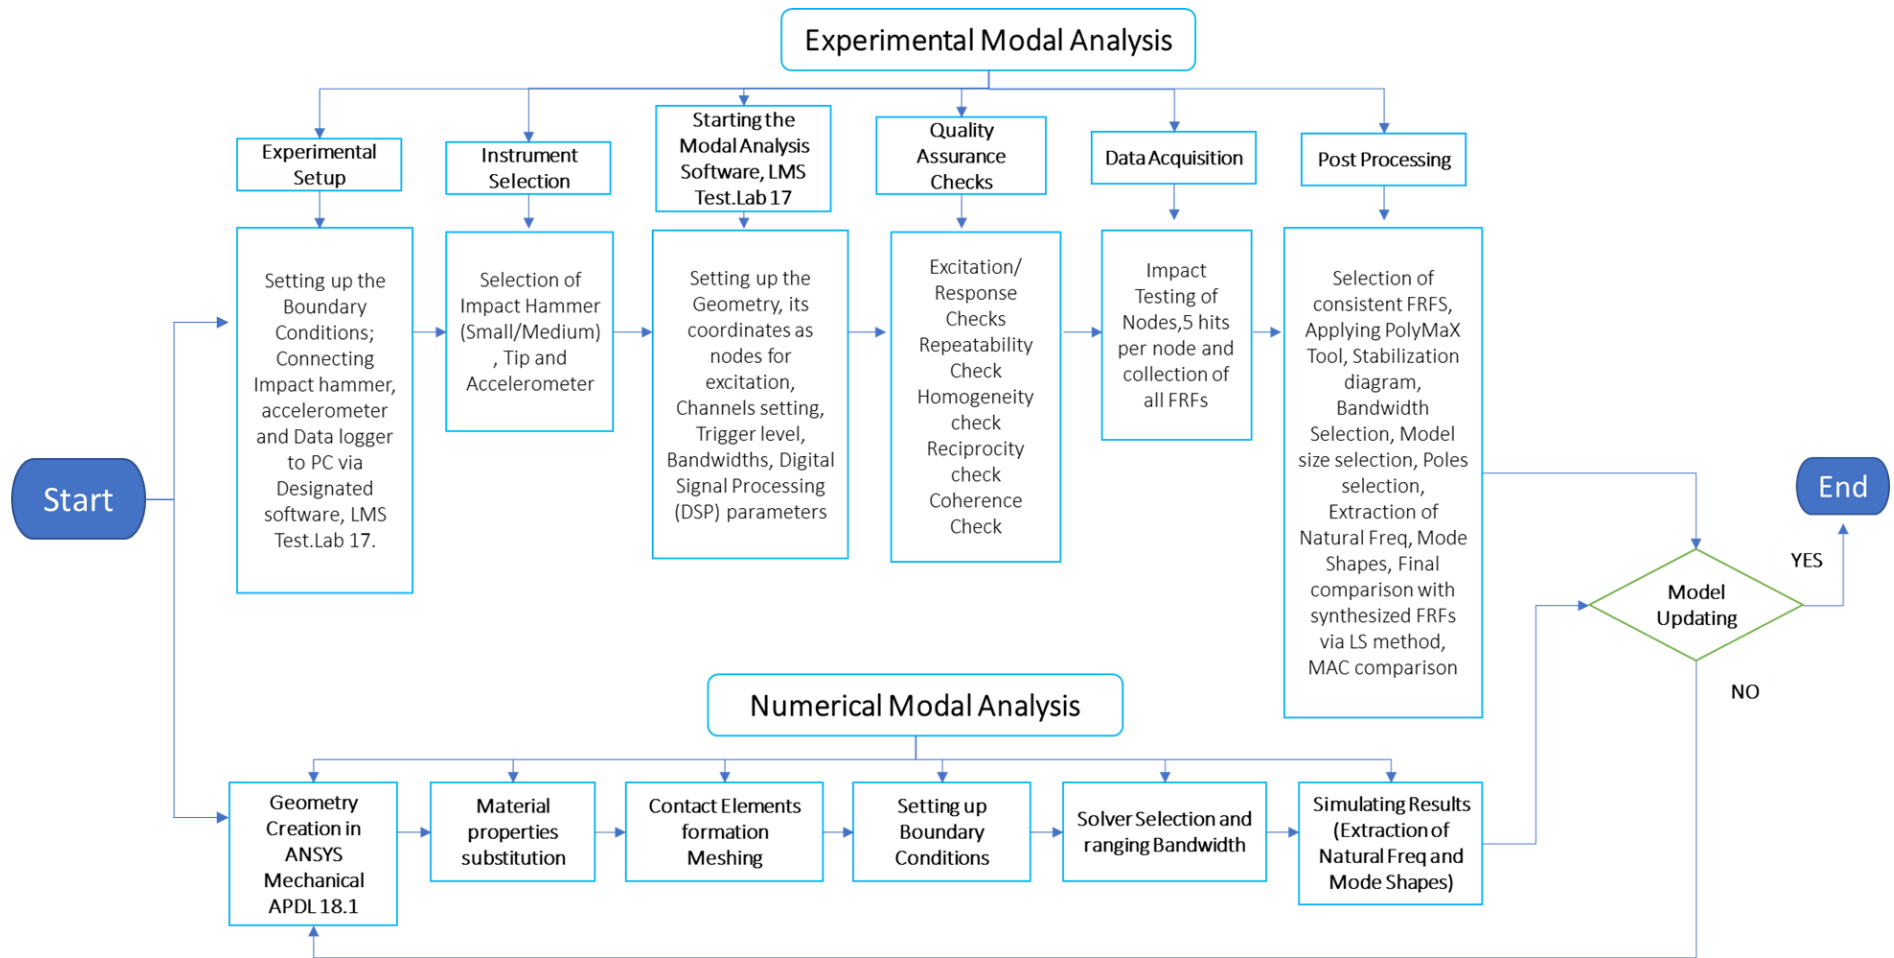 Experimental Modal Analysis
Experimental
Setup
Instrument
Selection
Starting the
Modal Analysis
Software, LMS
Test.Lab 17
Quality
Assurance
Checks
Data Acquisition
Post Processing
Setting up the
Boundary
Conditions;
Connecting
Impact hammer,
accelerometer
and Data logger
to PC via
Designated
software, LMS
Test.Lab 17.
Selection of
Impact Hammer
(Small/Medium)
, Tip and
Accelerometer
Setting up the
Geometry, its
coordinates as
nodes for
excitation,
Channels setting,
Trigger level,
Bandwidths, Digital
Signal Processing
(DSP) parameters
Excitation/
Response
Checks
Repeatability
Check
Homogeneity
check
Reciprocity
check
Coherence
Check
Impact
Testing of
Nodes,5 hits
per node and
collection of
all FRFs
Selection of
consistent FRFS,
Applying PolyMaX
Tool, Stabilization
diagram,
Bandwidth
Selection, Model
size selection, Poles
selection,
Extraction of
Natural Freq, Mode
Shapes, Final
comparison with
synthesized FRFs
via LS method,
MAC comparison
Start
End
YES
Model
Updating
NO
Numerical Modal Analysis
Geometry
Creation in
ANSYS
Mechanical
APDL 18.1
Material
properties
substitution
Contact Elements
formation
Meshing
Setting up
Boundary
Conditions
Solver Selection and
ranging Bandwidth
Simulating Results
(Extraction of
Natural Freq and
Mode Shapes)